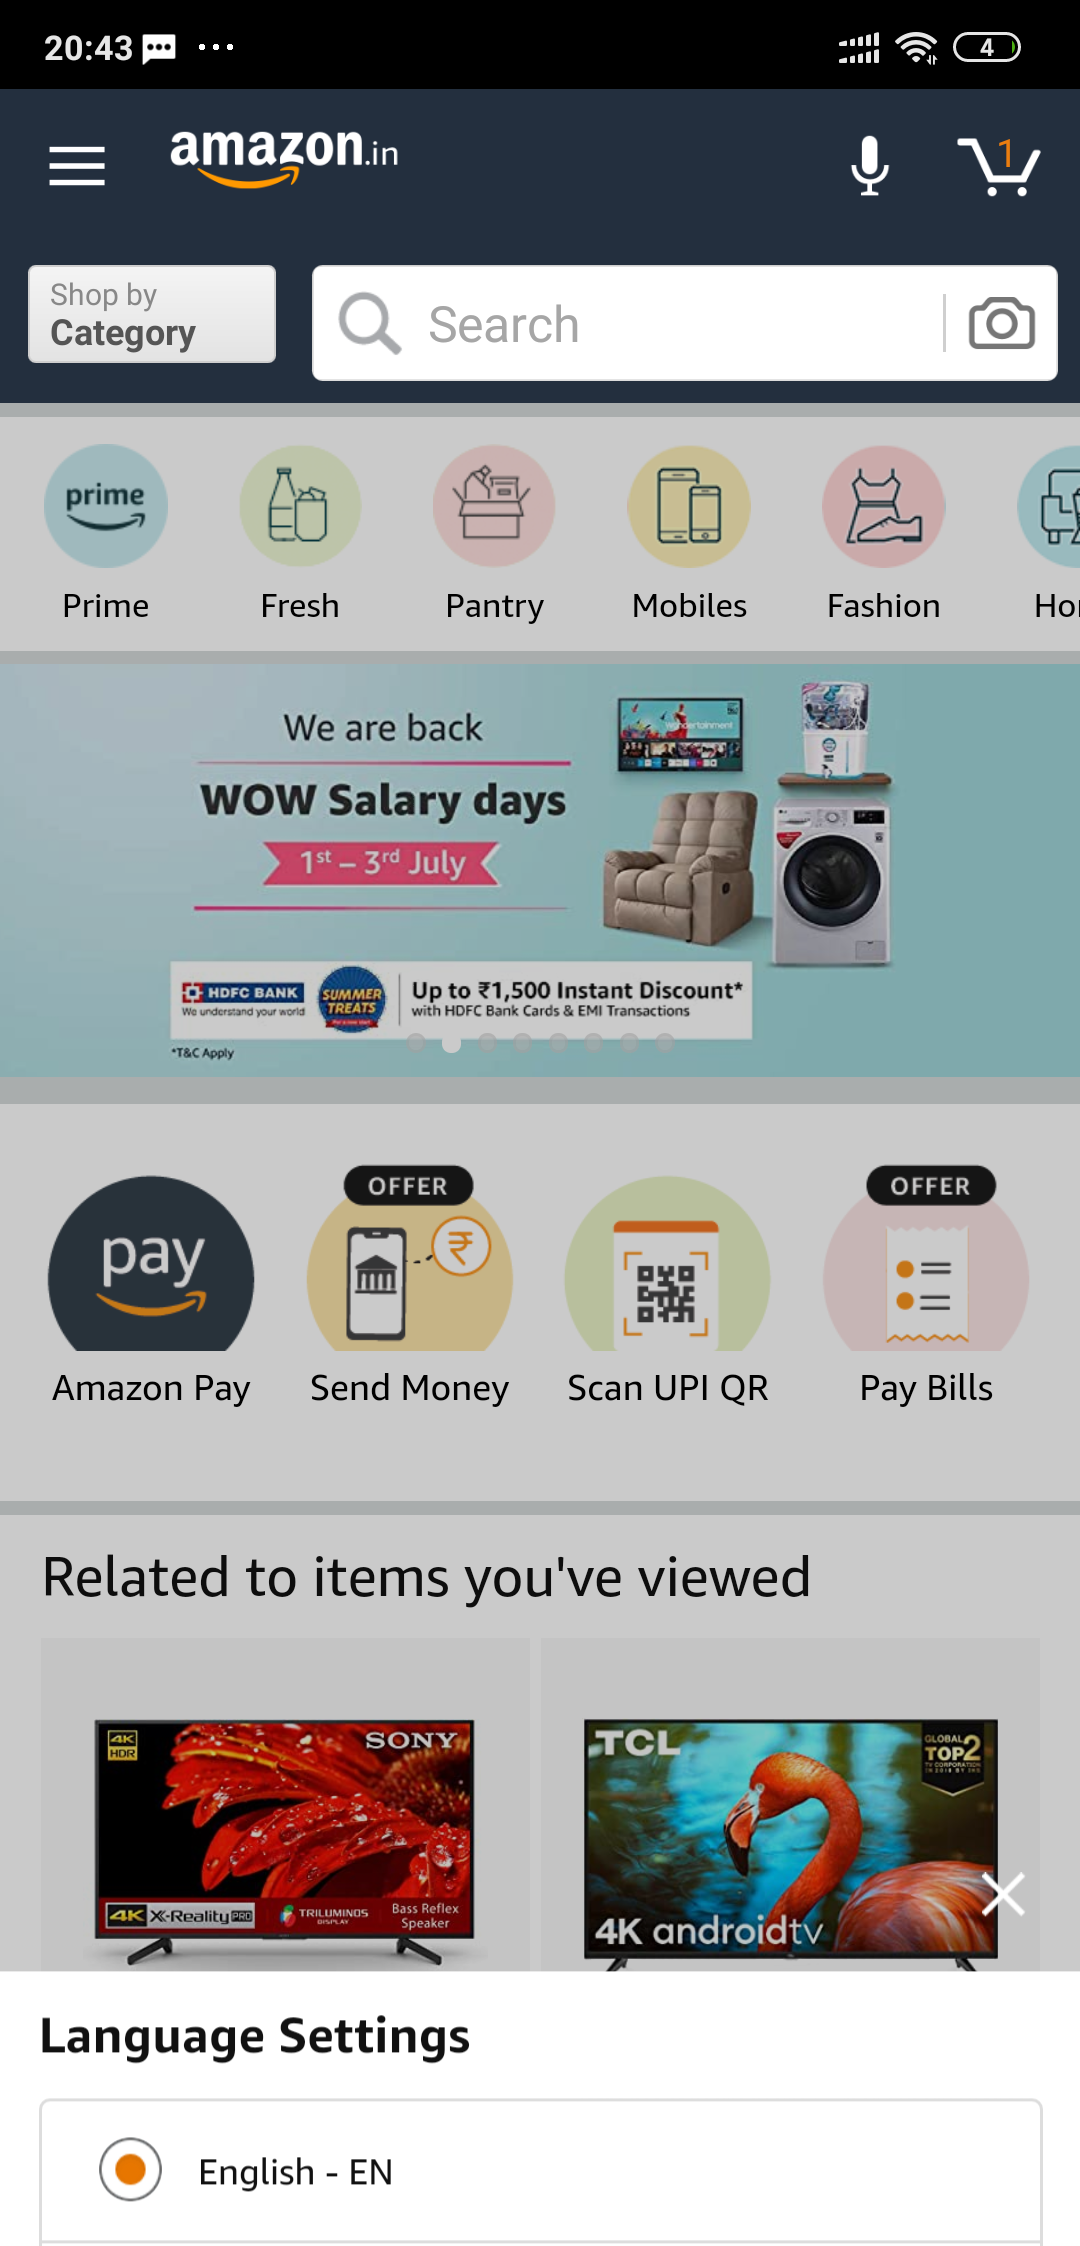 20:43
4
amazon.in
1
Shop by
Category
Search
prime
Prime
Fresh
Pantry
Mobiles
Fashion
Ho
We are back
WOW Salary days
1st – 3rd July
HDFC BANK
We understand your world
SUMMER
TREATS
Up to ₹1,500 Instant Discount*
with HDFC Bank Cards & EMI Transactions
*T&C Apply
OFFER
OFFER
pay
₹
Amazon Pay
Send Money
Scan UPI QR
Pay Bills
Related to items you've viewed
4K
HDR
SONY
4K X-Reality PRO
TRILUMINOS
DISPLAY
Bass Reflex
Speaker
TCL
GLOBAL
TOP2
TV CORPORATION
4K androidtv
Language Settings
English - EN